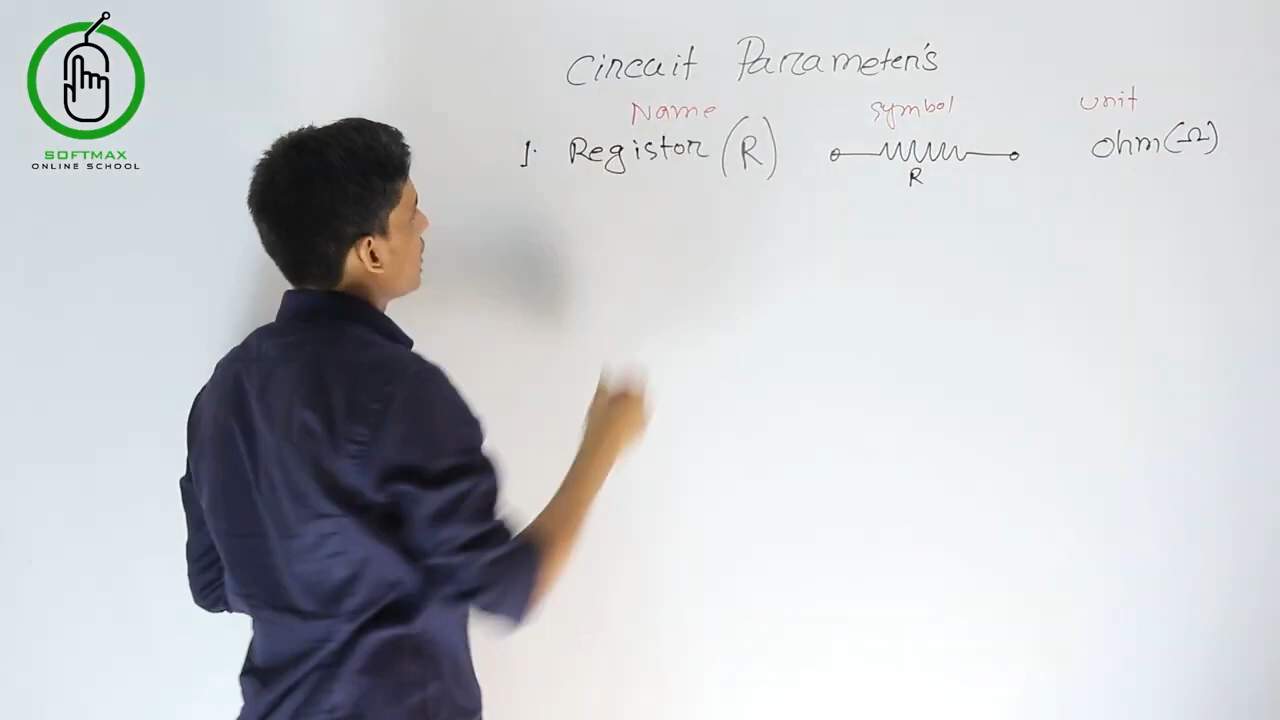 SOFTMAX
ONLINE SCHOOL
Circuit Parameter's
Name symbol unit
1. Registor (R) R ohm (Ω)